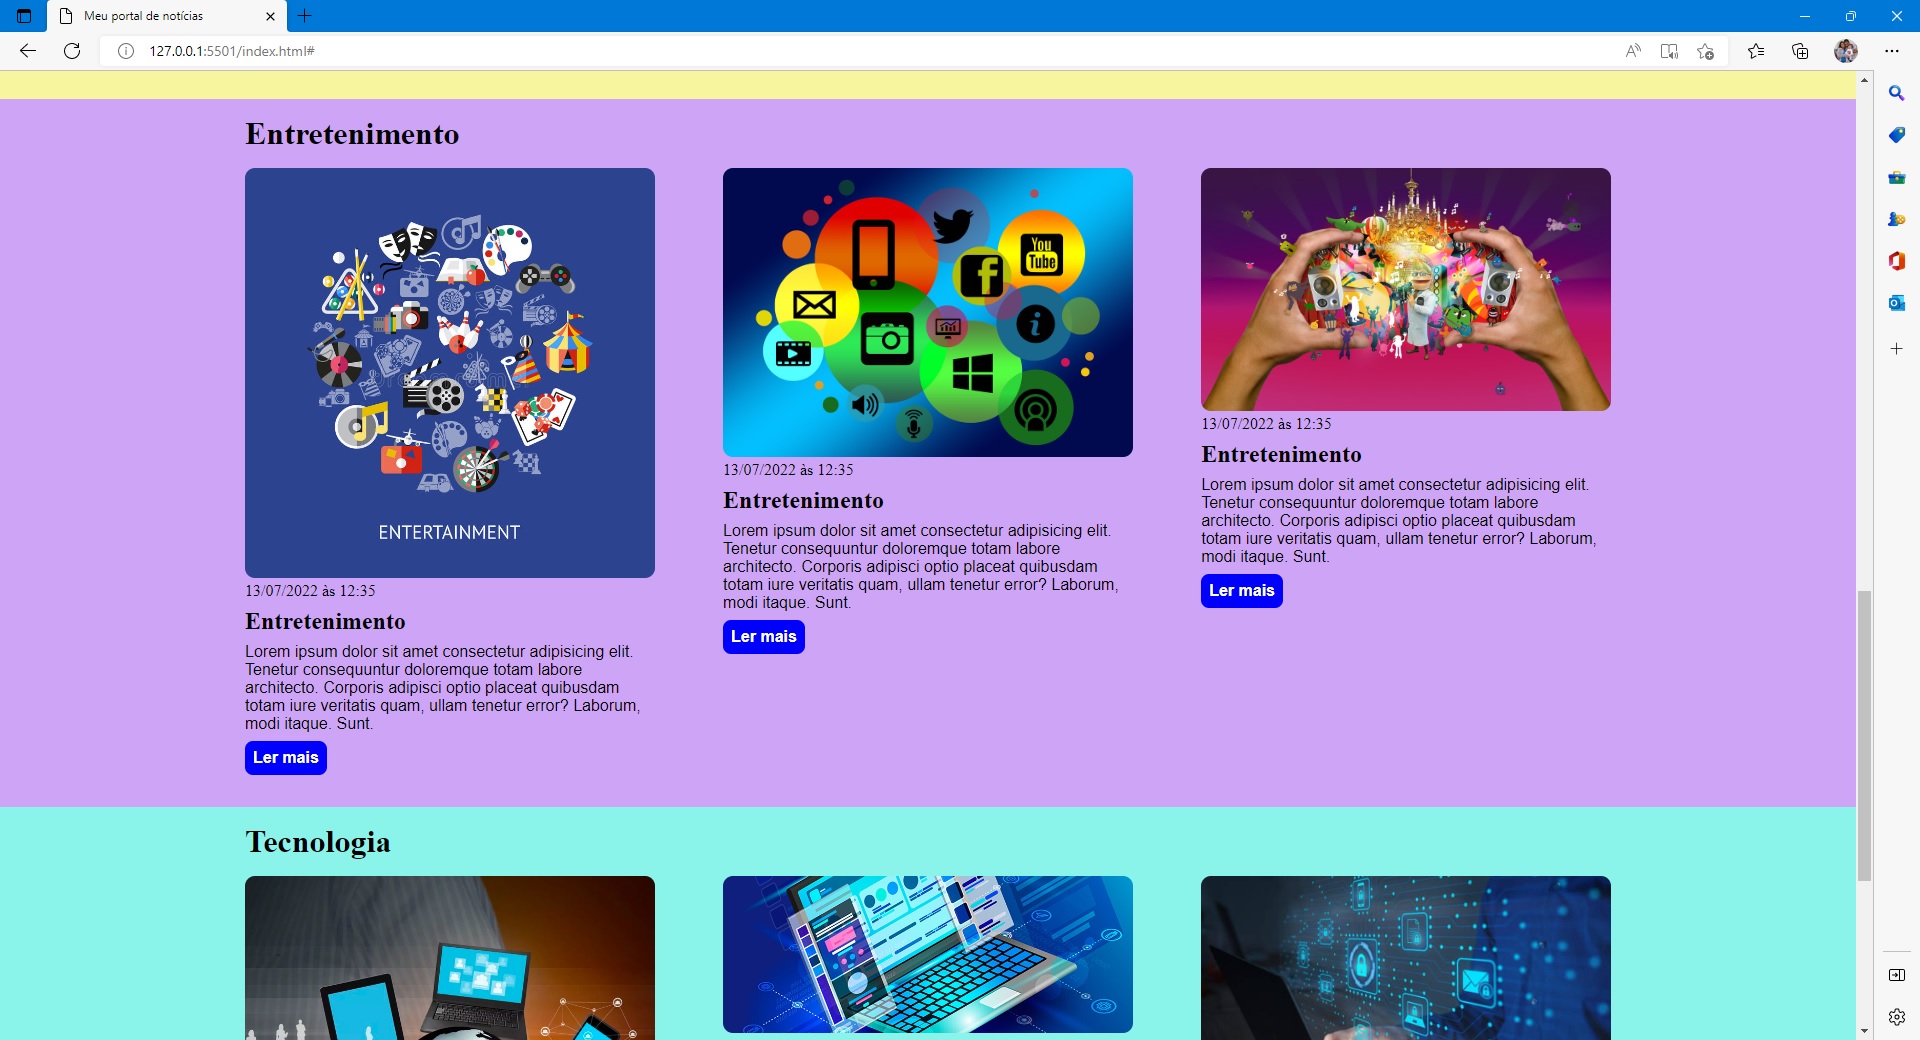 Meu portal de notícias
127.0.0.1:5501/index.html#
Entretenimento
ENTERTAINMENT
13/07/2022 às 12:35
Entretenimento
Lorem ipsum dolor sit amet consectetur adipisicing elit.
Tenetur consequuntur doloremque totam labore
architecto. Corporis adipisci optio placeat quibusdam
totam iure veritatis quam, ullam tenetur error? Laborum,
modi itaque. Sunt.
Ler mais
You
Tube
13/07/2022 às 12:35
Entretenimento
Lorem ipsum dolor sit amet consectetur adipisicing elit.
Tenetur consequuntur doloremque totam labore
architecto. Corporis adipisci optio placeat quibusdam
totam iure veritatis quam, ullam tenetur error? Laborum,
modi itaque. Sunt.
Ler mais
13/07/2022 às 12:35
Entretenimento
Lorem ipsum dolor sit amet consectetur adipisicing elit.
Tenetur consequuntur doloremque totam labore
architecto. Corporis adipisci optio placeat quibusdam
totam iure veritatis quam, ullam tenetur error? Laborum,
modi itaque. Sunt.
Ler mais
Tecnologia